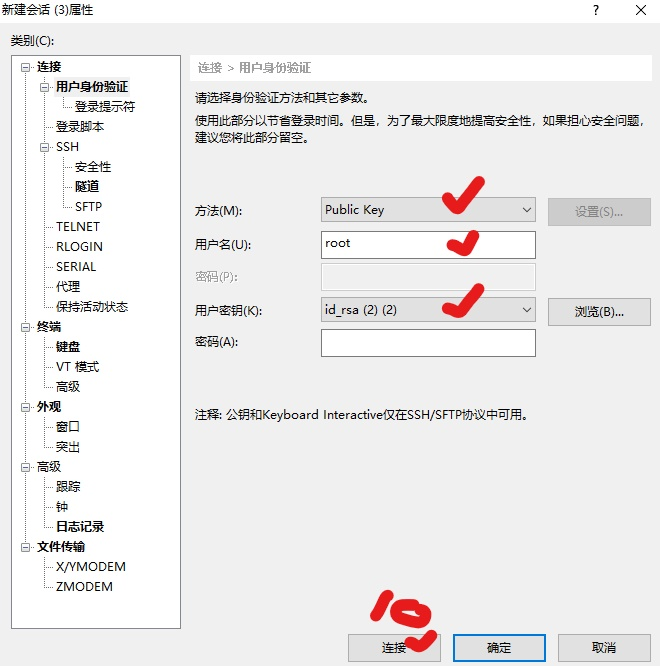 新建会话 (3)属性
?
类别(C):
连接
用户身份验证
登录提示符
登录脚本
SSH
安全性
隧道
SFTP
TELNET
RLOGIN
SERIAL
代理
保持活动状态
终端
键盘
VT 模式
高级
外观
窗口
突出
高级
跟踪
钟
日志记录
文件传输
X/YMODEM
ZMODEM
连接 > 用户身份验证
请选择身份验证方法和其它参数。
使用此部分以节省登录时间。但是，为了最大限度地提高安全性，如果担心安全问题，
建议您将此部分留空。
方法(M):
Public Key
设置(S)...
用户名(U):
root
密码(P):
用户密钥(K):
id_rsa (2) (2)
浏览(B)...
密码(A):
注释: 公钥和Keyboard Interactive仅在SSH/SFTP协议中可用。
连接
确定
取消